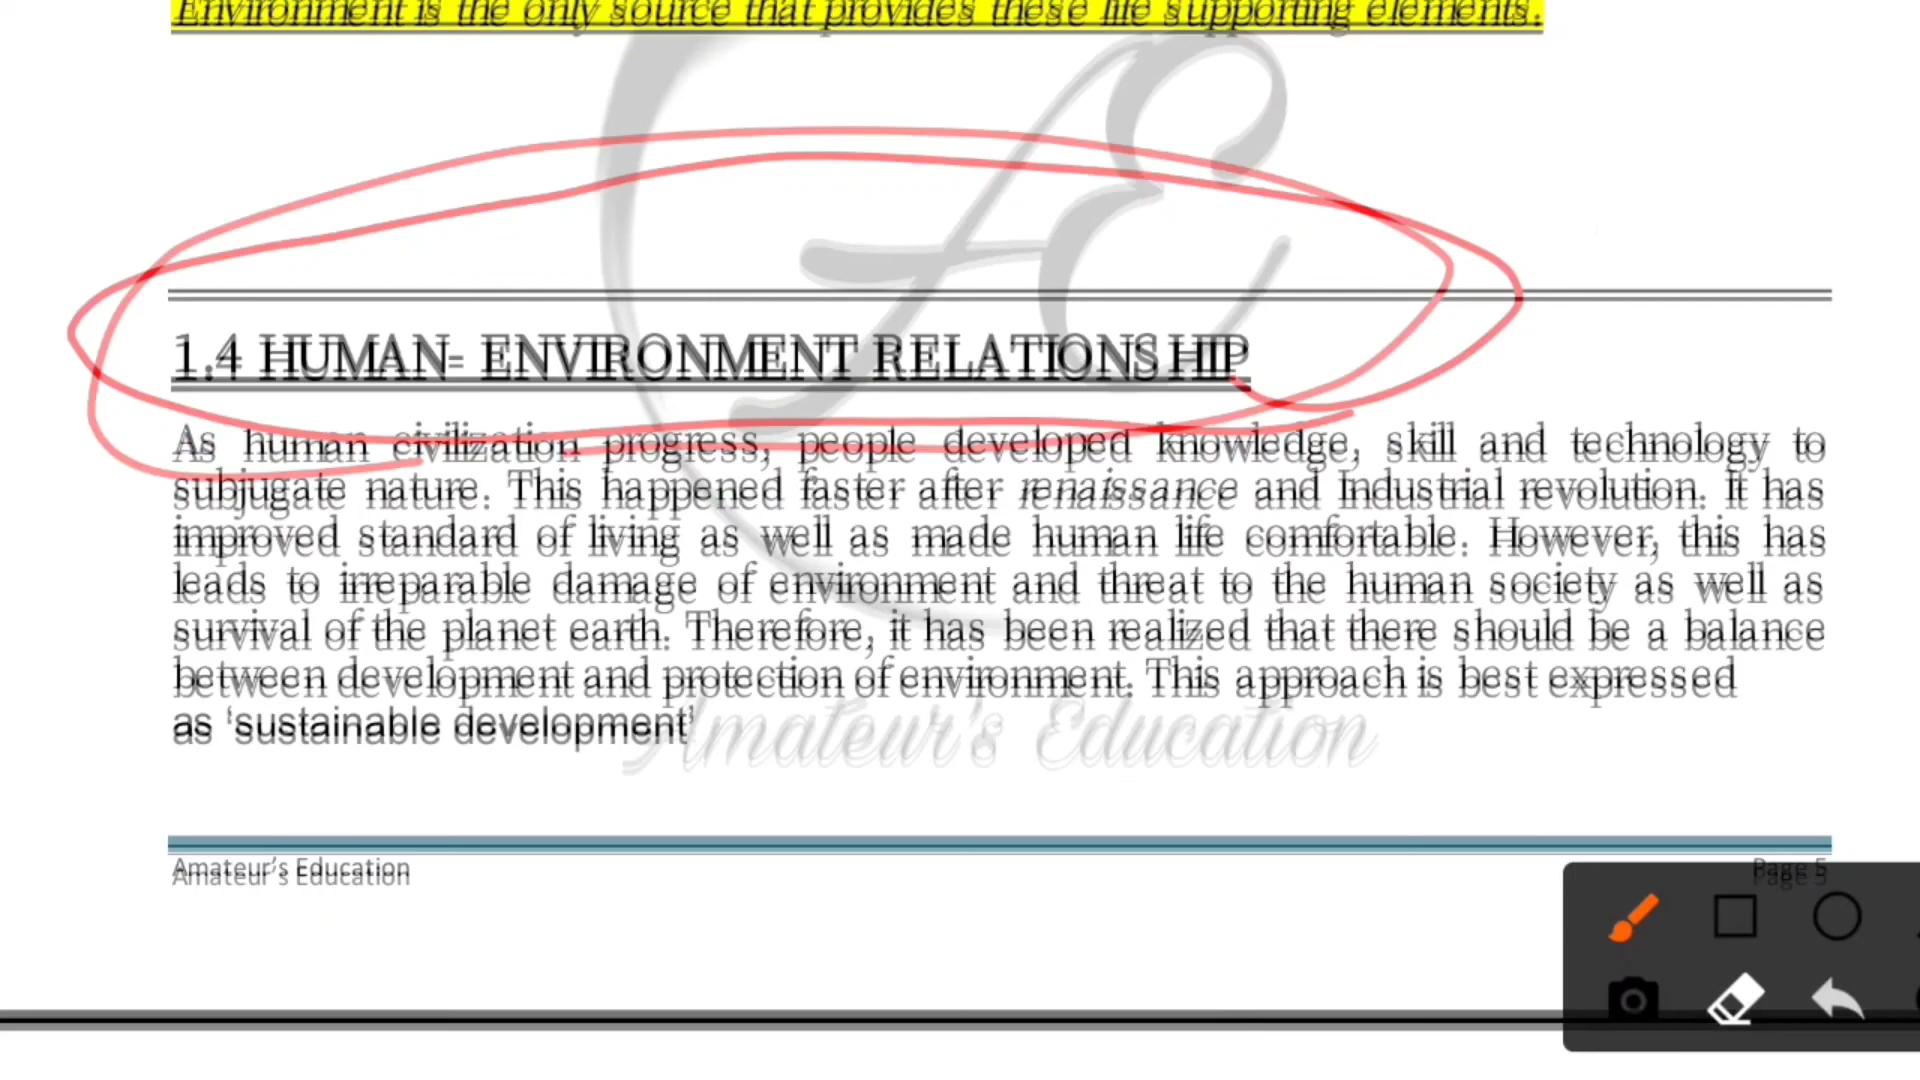 Environment is the only source that provides these life supporting elements.
1.4 HUMAN- ENVIRONMENT RELATIONSHIP
As human civilization progress, people developed knowledge, skill and technology to
subjugate nature. This happened faster after renaissance and Industrial revolution. It has
improved standard of living as well as made human life comfortable. However, this has
leads to irreparable damage of environment and threat to the human society as well as
survival of the planet earth. Therefore, it has been realized that there should be a balance
between development and protection of environment. This approach is best expressed
as ‘sustainable development’
AE
Amateur's Education
Amateur’s Education
Page 5